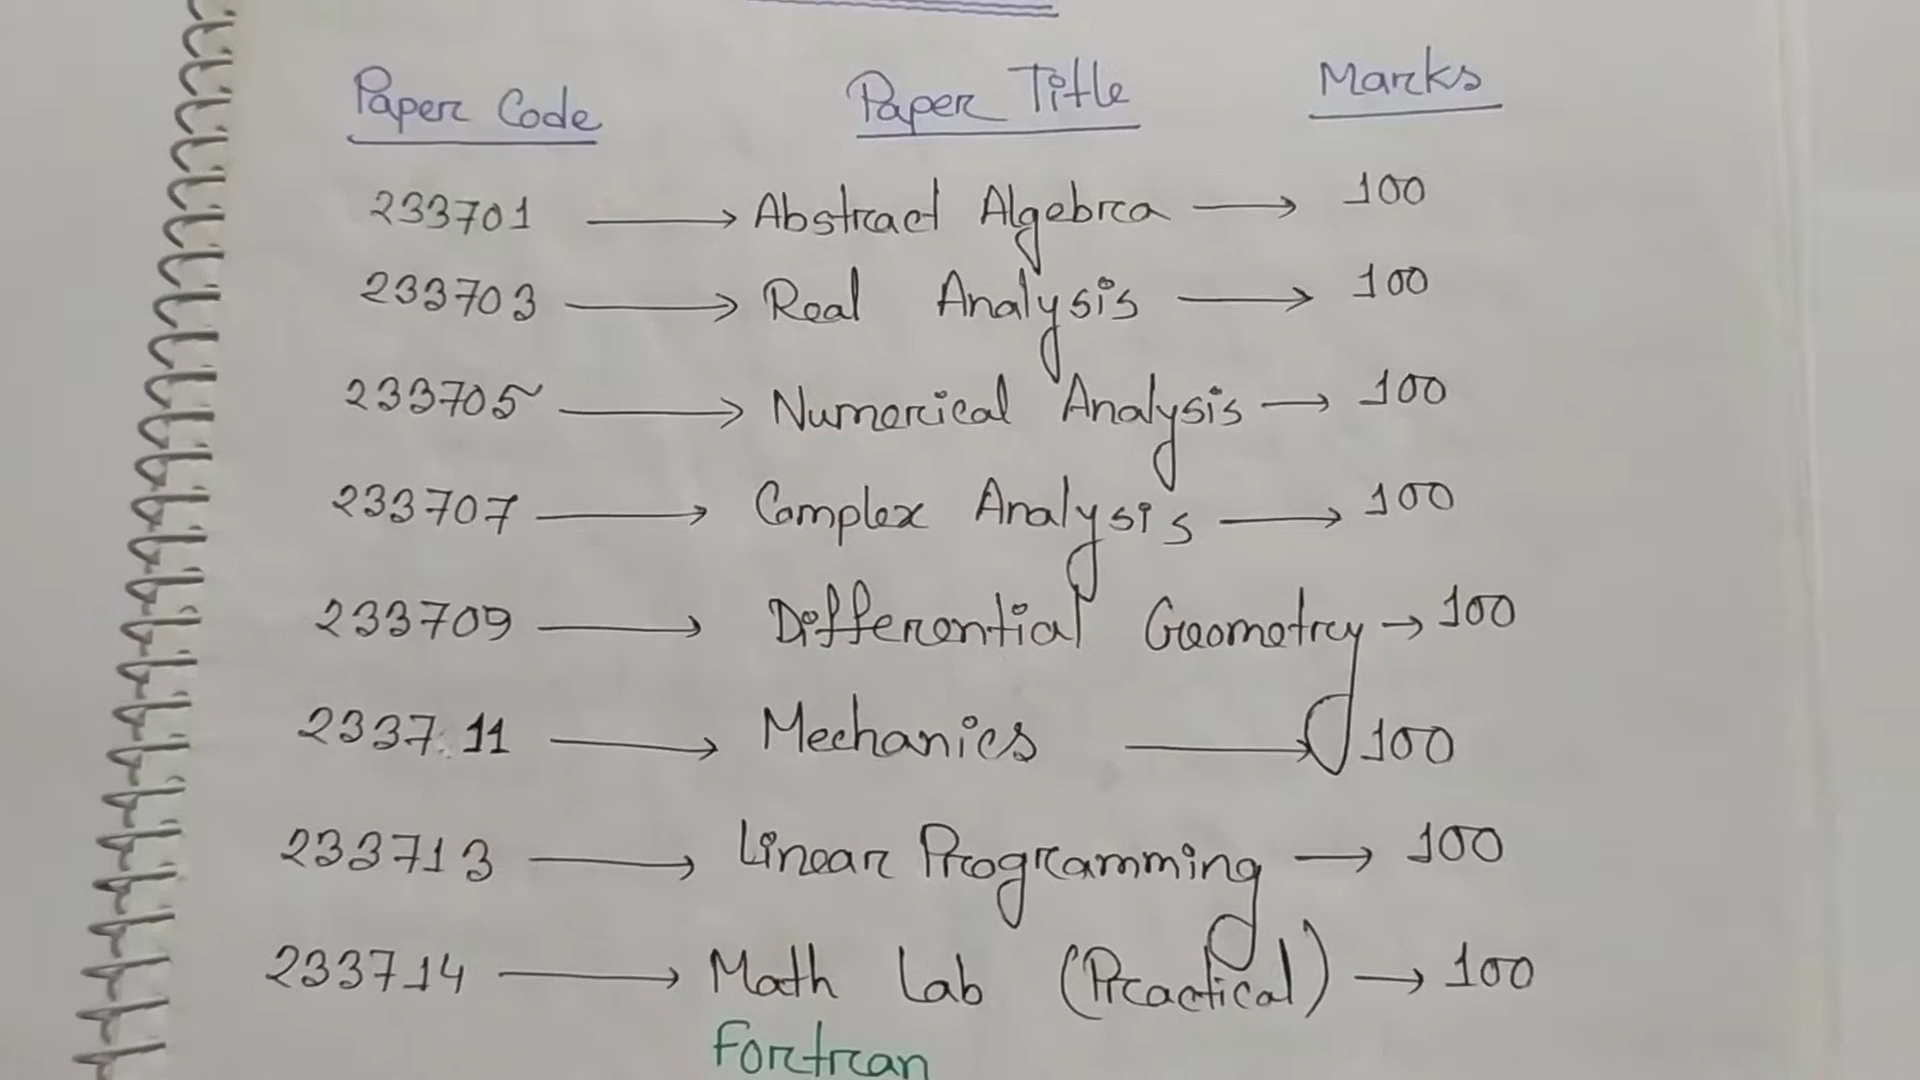 Paper Code Paper Title Marks
233701 → Abstract Algebra → 100
233703 → Real Analysis → 100
233705 → Numerical Analysis → 100
233707 → Complex Analysis → 100
233709 → Differential Geometry → 100
233711 → Mechanics → 100
233713 → Linear Programming → 100
233714 → Math Lab (Practical) → 100
Fortran